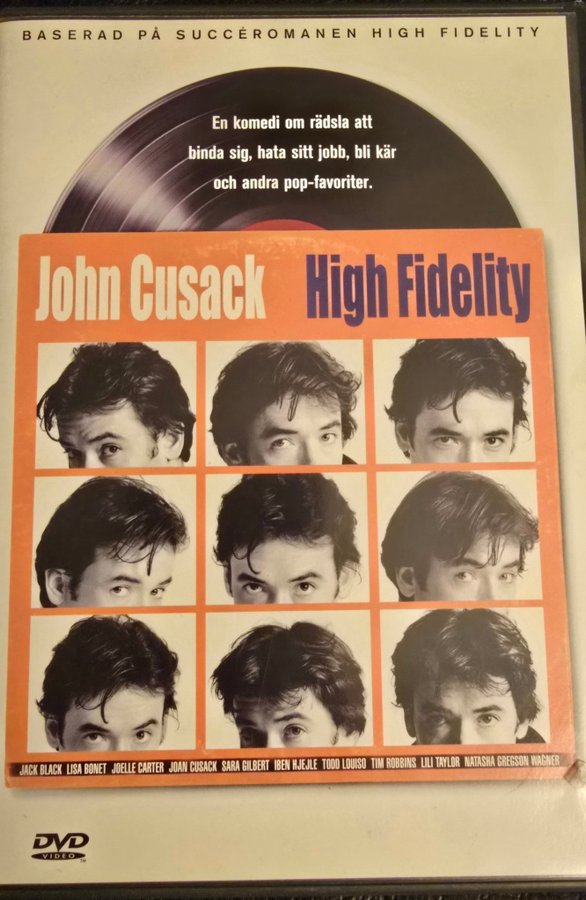 BASERAD PÅ SUCCÉROMANEN HIGH FIDELITY
En komedi om rädsla att
binda sig, hata sitt jobb, bli kär
och andra pop-favoriter.
John Cusack High Fidelity
JACK BLACK LISA BONET JOELLE CARTER JOAN CUSACK SARA GILBERT IBEN HJEJLE TODD LOUISO TIM ROBBINS LILI TAYLOR NATASHA GREGSON WAGNER
DVD
VIDEO™